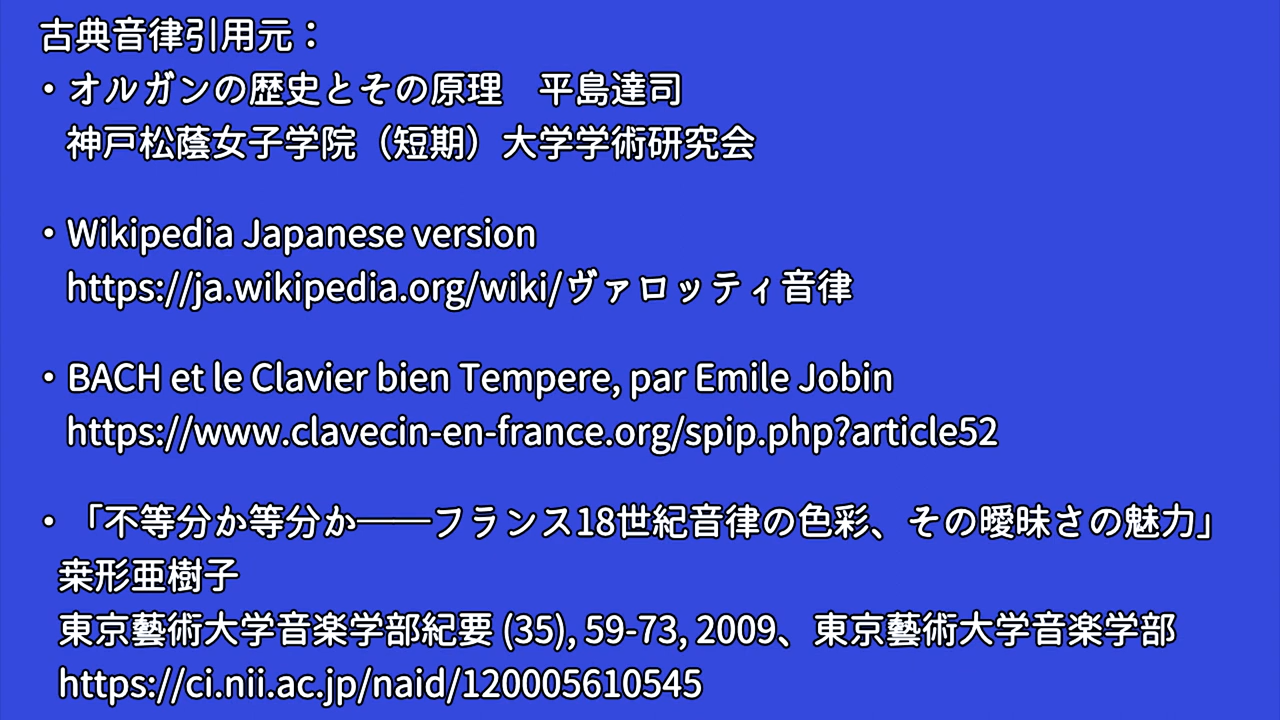 古典音律引用元：
・オルガンの歴史とその原理　平島達司
神戸松蔭女子学院（短期）大学学術研究会
・Wikipedia Japanese version
https://ja.wikipedia.org/wiki/ヴァロッティ音律
・BACH et le Clavier bien Tempere, par Emile Jobin
https://www.clavecin-en-france.org/spip.php?article52
・「不等分か等分か──フランス18世紀音律の色彩、その曖昧さの魅力」
桒形亜樹子
東京藝術大学音楽学部紀要 (35), 59-73, 2009、東京藝術大学音楽学部
https://ci.nii.ac.jp/naid/120005610545